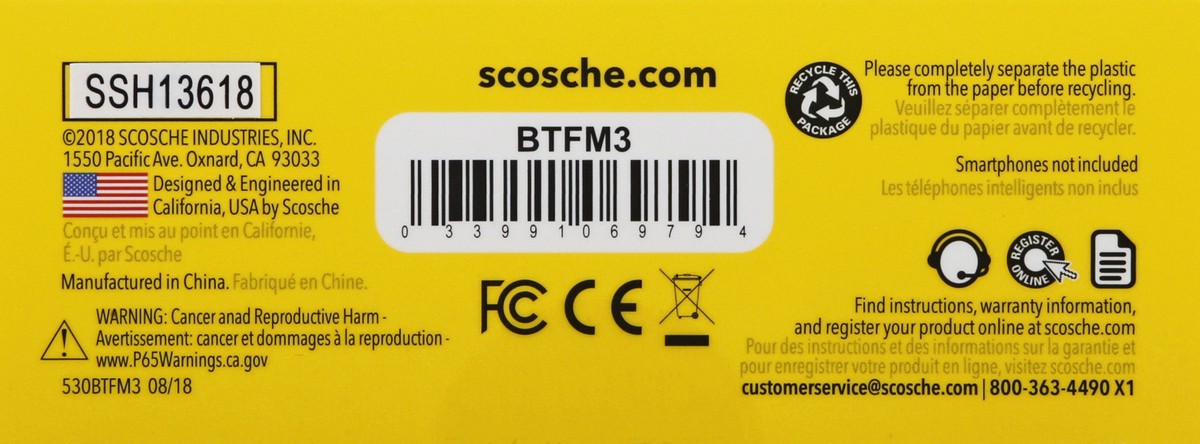 SSH13618
©2018 SCOSCHE INDUSTRIES, INC.
1550 Pacific Ave. Oxnard, CA 93033
Designed & Engineered in
California, USA by Scosche
Conçu et mis au point en Californie,
É.-U. par Scosche
Manufactured in China. Fabriqué en Chine.
WARNING: Cancer anad Reproductive Harm -
Avertissement: cancer et dommages à la reproduction -
www.P65Warnings.ca.gov
530BTFM3 08/18
scosche.com
BTFM3
0 33991 06979 4
FC CE
RECYCLE THIS
PACKAGE
Please completely separate the plastic
from the paper before recycling.
Veuillez séparer complètement le
plastique du papier avant de recycler.
Smartphones not included
Les téléphones intelligents non inclus
REGISTER
ONLINE
Find instructions, warranty information,
and register your product online at scosche.com
Pour des instructions et des informations sur la garantie et
pour enregistrer votre produit en ligne, visitez scosche.com
customerservice@scosche.com | 800-363-4490 X1